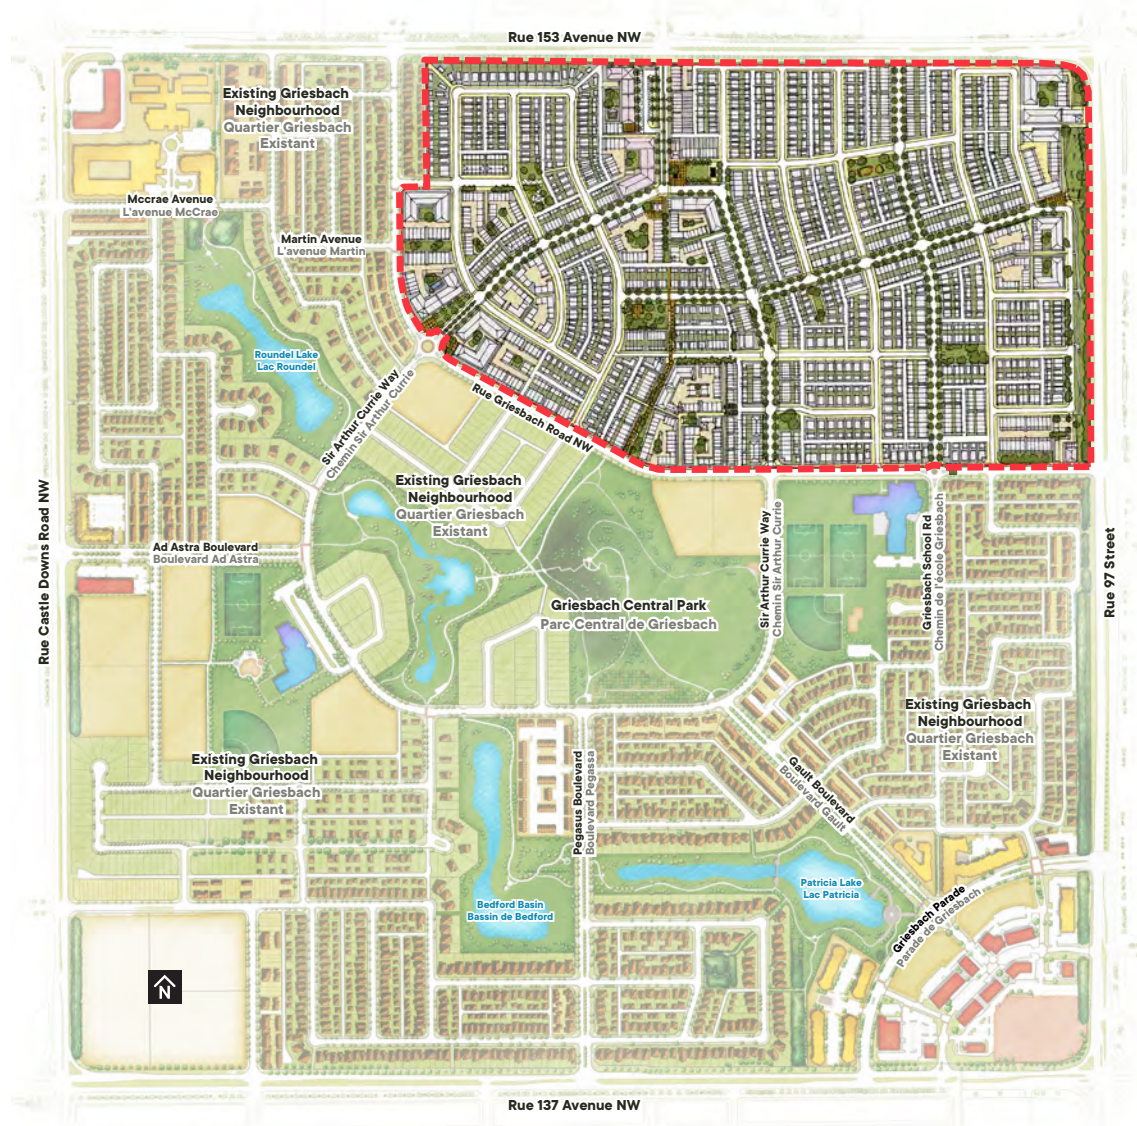 Rue 153 Avenue NW
Existing Griesbach
Neighbourhood
Quartier Griesbach
Existant
Mccrae Avenue
L'avenue McCrae
Martin Avenue
L'avenue Martin
Roundel Lake
Lac Roundel
Sir Arthur Currie Way
Chemin Sir Arthur Currie
Rue Griesbach Road NW
Existing Griesbach
Neighbourhood
Quartier Griesbach
Existant
Rue Castle Downs Road NW
Ad Astra Boulevard
Boulevard Ad Astra
Griesbach Central Park
Parc Central de Griesbach
Sir Arthur Currie Way
Chemin Sir Arthur Currie
Griesbach School Rd
Chemin de l'école Griesbach
Rue 97 Street
Existing Griesbach
Neighbourhood
Quartier Griesbach
Existant
Existing Griesbach
Neighbourhood
Quartier Griesbach
Existant
Pegasus Boulevard
Boulevard Pegassa
Gault Boulevard
Boulevard Gault
Patricia Lake
Lac Patricia
Bedford Basin
Bassin de Bedford
Griesbach Parade
Parade de Griesbach
N
Rue 137 Avenue NW